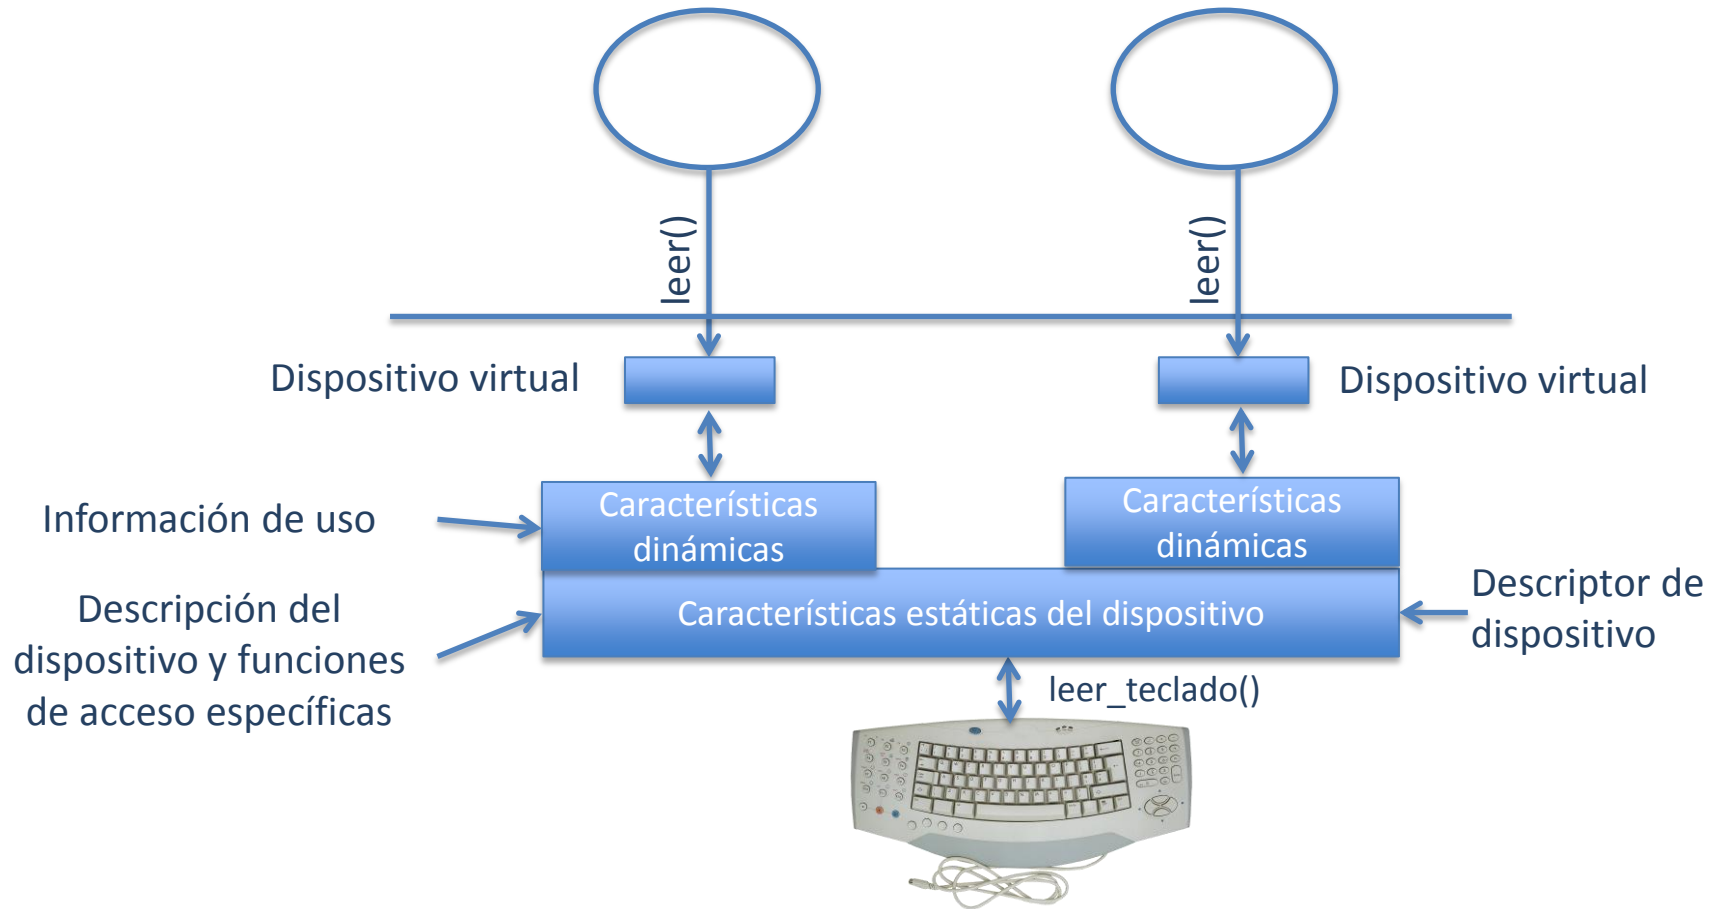 leer()
leer()
Dispositivo virtual
Dispositivo virtual
Información de uso
Características
dinámicas
Características
dinámicas
Descripción del
dispositivo y funciones
de acceso específicas
Características estáticas del dispositivo
Descriptor de
dispositivo
leer_teclado()